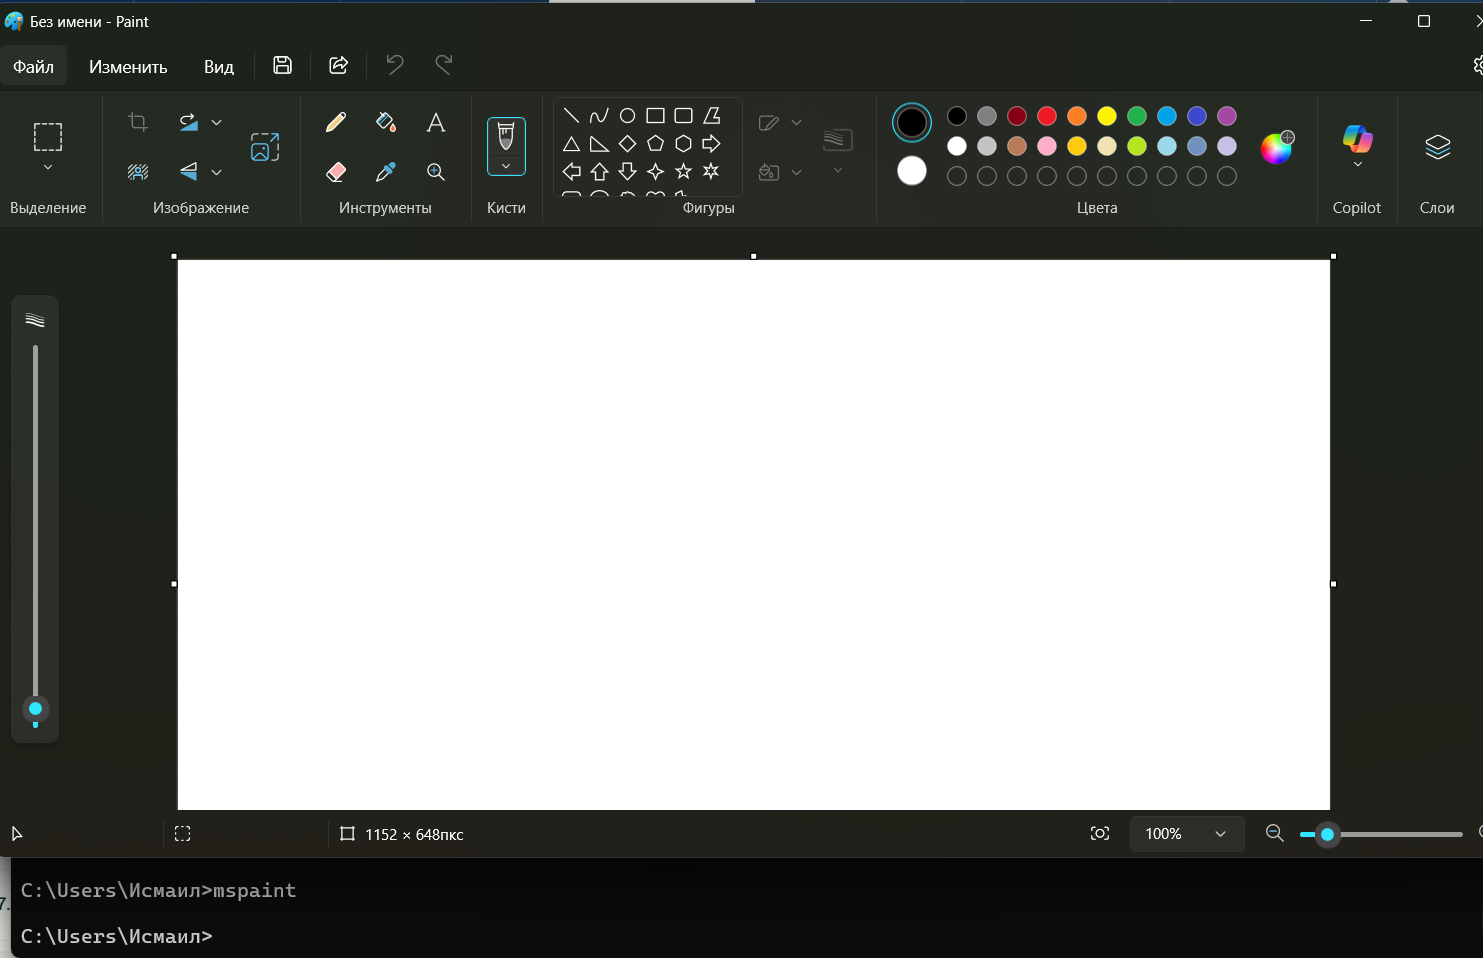 Без имени - Paint
Файл Изменить Вид
Выделение Изображение Инструменты Кисти Фигуры Цвета Copilot Слои
1152 × 648пкс 100%
7.
C:\Users\Исмаил>mspaint
C:\Users\Исмаил>